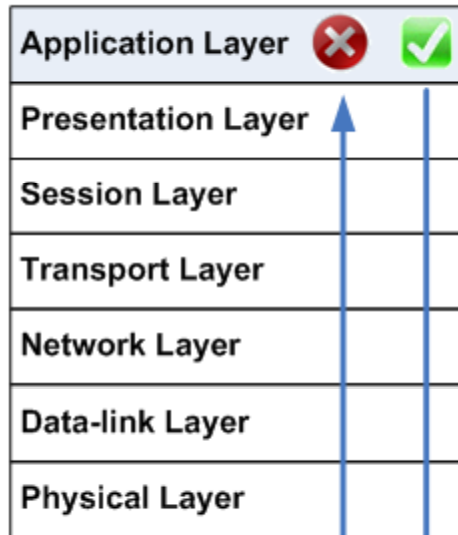 Application Layer
Presentation Layer
Session Layer
Transport Layer
Network Layer
Data-link Layer
Physical Layer